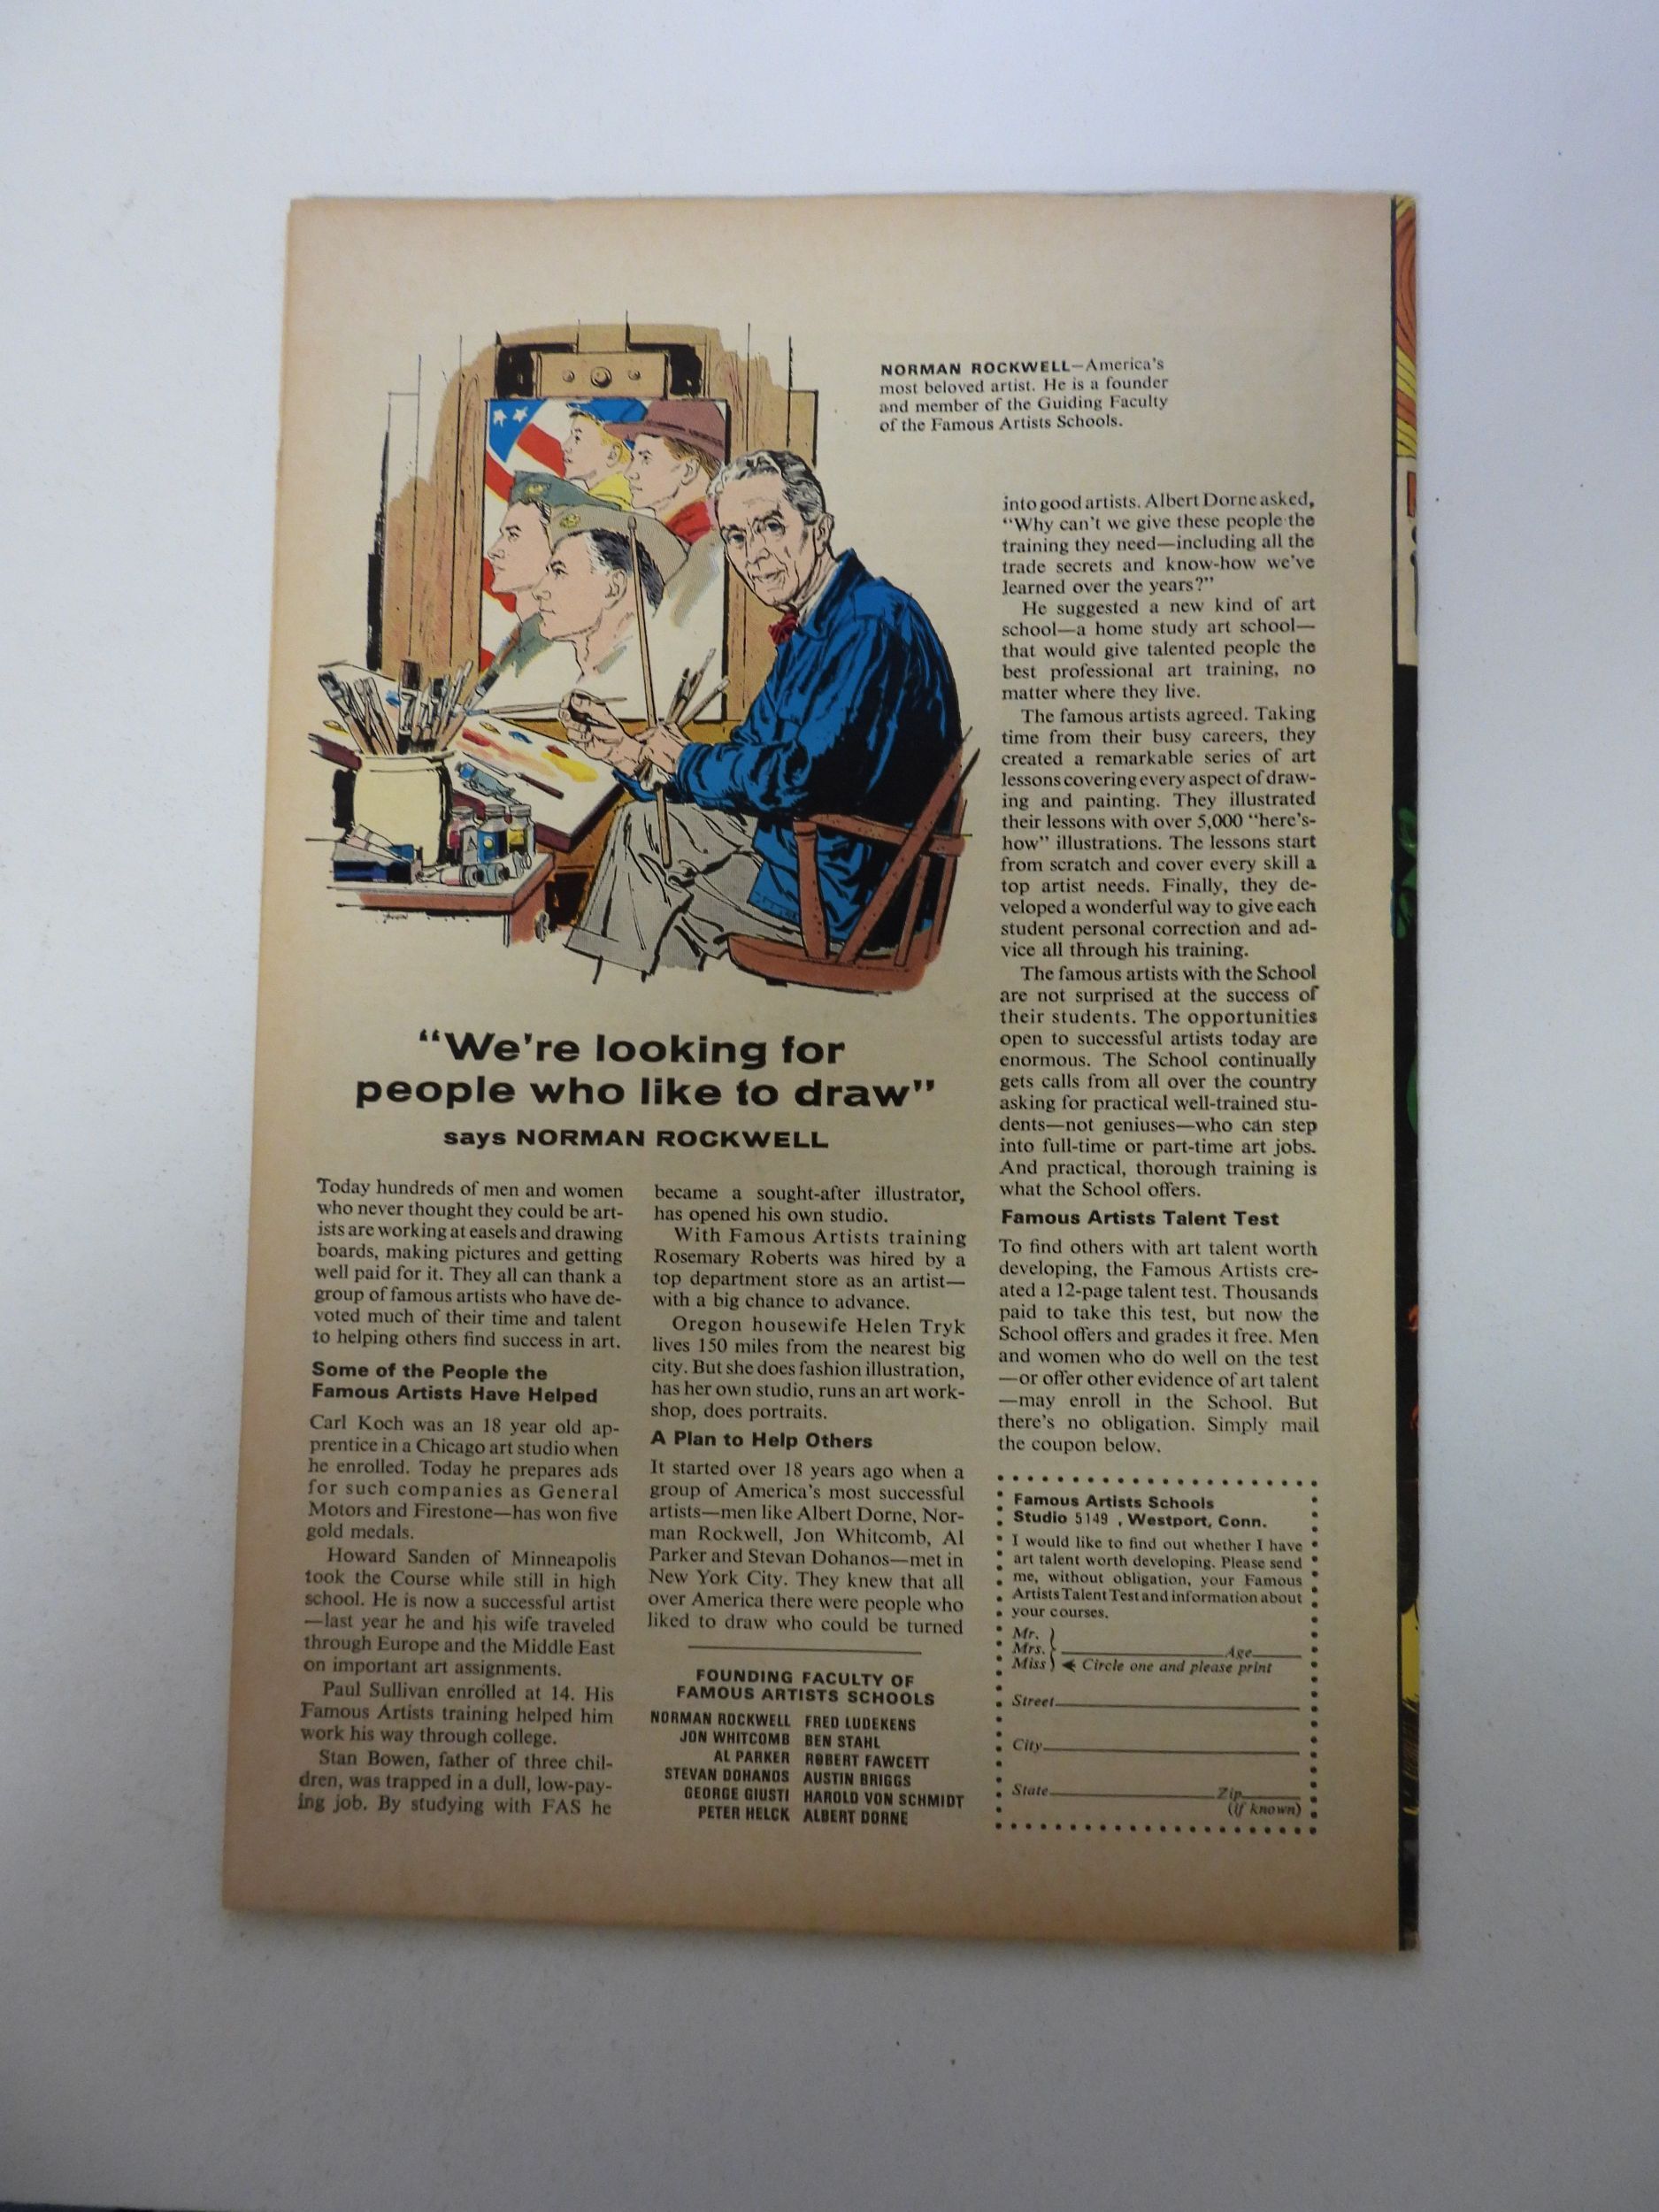 NORMAN ROCKWELL—America's
most beloved artist. He is a founder
and member of the Guiding Faculty
of the Famous Artists Schools.
"We're looking for
people who like to draw"
says NORMAN ROCKWELL
Today hundreds of men and women
who never thought they could be art-
ists are working at easels and drawing
boards, making pictures and getting
well paid for it. They all can thank a
group of famous artists who have de-
voted much of their time and talent
to helping others find success in art.
Some of the People the
Famous Artists Have Helped
Carl Koch was an 18 year old ap-
prentice in a Chicago art studio when
he enrolled. Today he prepares ads
for such companies as General
Motors and Firestone—has won five
gold medals.
Howard Sanden of Minneapolis
took the Course while still in high
school. He is now a successful artist
—last year he and his wife traveled
through Europe and the Middle East
on important art assignments.
Paul Sullivan enrolled at 14. His
Famous Artists training helped him
work his way through college.
Stan Bowen, father of three chil-
dren, was trapped in a dull, low-pay-
ing job. By studying with FAS he
became a sought-after illustrator,
has opened his own studio.
With Famous Artists training
Rosemary Roberts was hired by a
top department store as an artist—
with a big chance to advance.
Oregon housewife Helen Tryk
lives 150 miles from the nearest big
city. But she does fashion illustration,
has her own studio, runs an art work-
shop, does portraits.
A Plan to Help Others
It started over 18 years ago when a
group of America's most successful
artists—men like Albert Dorne, Nor-
man Rockwell, Jon Whitcomb, Al
Parker and Stevan Dohanos—met in
New York City. They knew that all
over America there were people who
liked to draw who could be turned
FOUNDING FACULTY OF
FAMOUS ARTISTS SCHOOLS
NORMAN ROCKWELL FRED LUDEKENS
JON WHITCOMB BEN STAHL
AL PARKER ROBERT FAWCETT
STEVAN DOHANOS AUSTIN BRIGGS
GEORGE GIUSTI HAROLD VON SCHMIDT
PETER HELCK ALBERT DORNE
into good artists. Albert Dorne asked,
"Why can't we give these people the
training they need—including all the
trade secrets and know-how we've
learned over the years?"
He suggested a new kind of art
school—a home study art school—
that would give talented people the
best professional art training, no
matter where they live.
The famous artists agreed. Taking
time from their busy careers, they
created a remarkable series of art
lessons covering every aspect of draw-
ing and painting. They illustrated
their lessons with over 5,000 "here's-
how" illustrations. The lessons start
from scratch and cover every skill a
top artist needs. Finally, they de-
veloped a wonderful way to give each
student personal correction and ad-
vice all through his training.
The famous artists with the School
are not surprised at the success of
their students. The opportunities
open to successful artists today are
enormous. The School continually
gets calls from all over the country
asking for practical well-trained stu-
dents—not geniuses—who can step
into full-time or part-time art jobs.
And practical, thorough training is
what the School offers.
Famous Artists Talent Test
To find others with art talent worth
developing, the Famous Artists cre-
ated a 12-page talent test. Thousands
paid to take this test, but now the
School offers and grades it free. Men
and women who do well on the test
—or offer other evidence of art talent
—may enroll in the School. But
there's no obligation. Simply mail
the coupon below.
Famous Artists Schools
Studio 5149 , Westport, Conn.
I would like to find out whether I have
art talent worth developing. Please send
me, without obligation, your Famous
Artists Talent Test and information about
your courses.
Mr.
Mrs. Age
Miss Circle one and please print
Street
City
State Zip
(if known)